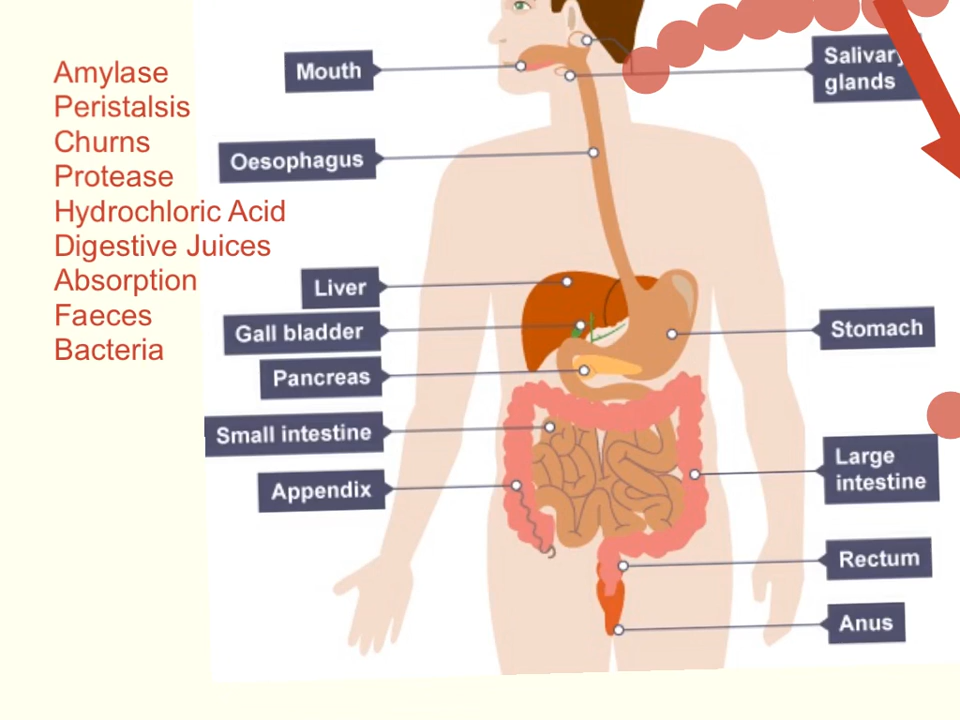 Amylase
Peristalsis
Churns
Protease
Hydrochloric Acid
Digestive Juices
Absorption
Faeces
Bacteria
Mouth
Oesophagus
Liver
Gall bladder
Pancreas
Small intestine
Appendix
Salivary
glands
Stomach
Large
intestine
Rectum
Anus